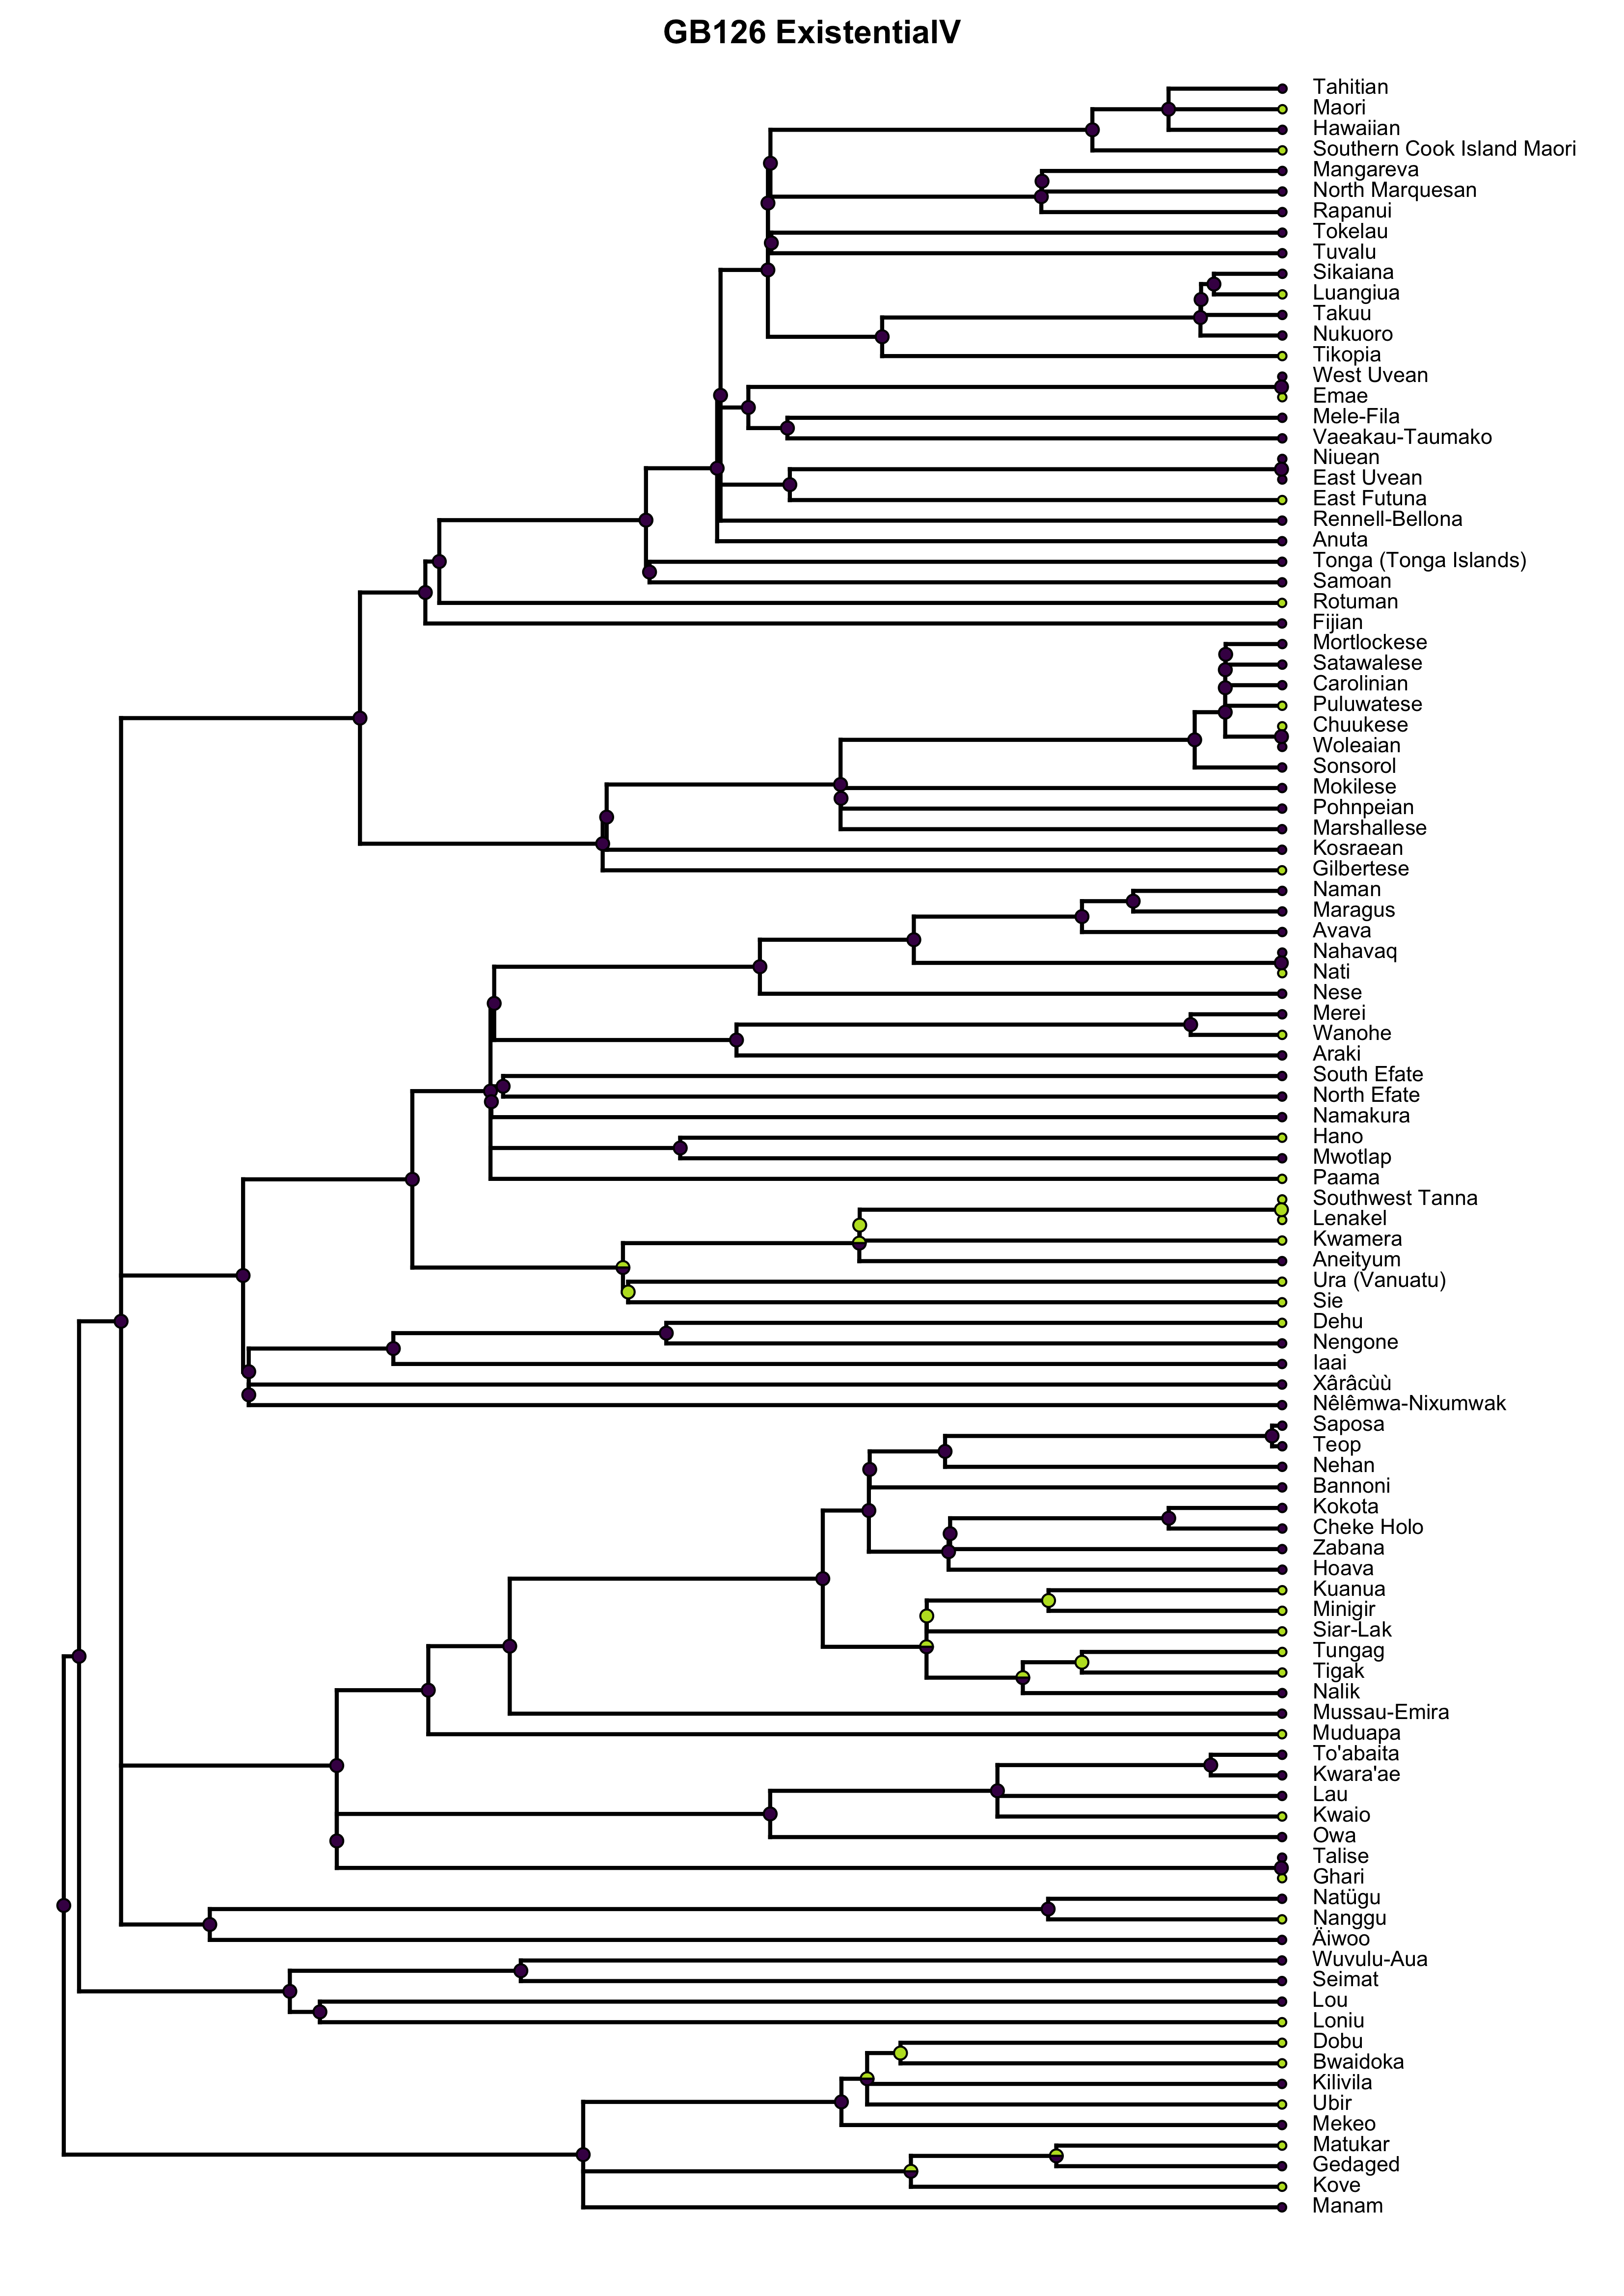 GB126 ExistentialV
Tahitian
Maori
Hawaiian
Southern Cook Island Maori
Mangareva
North Marquesan
Rapanui
Tokelau
Tuvalu
Sikaiana
Luangiua
Takuu
Nukuoro
Tikopia
West Uvean
Emae
Mele-Fila
Vaeakau-Taumako
Niuean
East Uvean
East Futuna
Rennell-Bellona
Anuta
Tonga (Tonga Islands)
Samoan
Rotuman
Fijian
Mortlockese
Satawalese
Carolinian
Puluwatese
Chuukese
Woleaian
Sonsorol
Mokilese
Pohnpeian
Marshallese
Kosraean
Gilbertese
Naman
Maragus
Avava
Nahavaq
Nati
Nese
Merei
Wanohe
Araki
South Efate
North Efate
Namakura
Hano
Mwotlap
Paama
Southwest Tanna
Lenakel
Kwamera
Aneityum
Ura (Vanuatu)
Sie
Dehu
Nengone
Iaai
Xârâcùù
Nêlêmwa-Nixumwak
Saposa
Teop
Nehan
Bannoni
Kokota
Cheke Holo
Zabana
Hoava
Kuanua
Minigir
Siar-Lak
Tungag
Tigak
Nalik
Mussau-Emira
Muduapa
To'abaita
Kwara'ae
Lau
Kwaio
Owa
Talise
Ghari
Natügu
Nanggu
Äiwoo
Wuvulu-Aua
Seimat
Lou
Loniu
Dobu
Bwaidoka
Kilivila
Ubir
Mekeo
Matukar
Gedaged
Kove
Manam